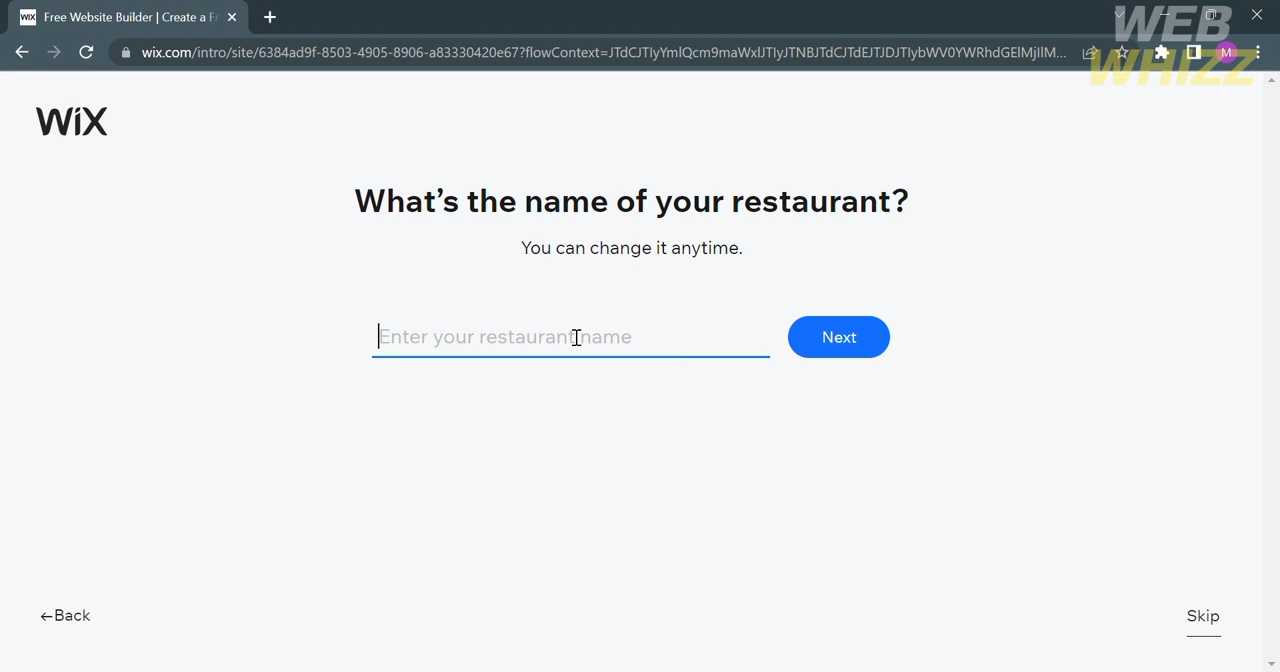 WiX Free Website Builder | Create a Fr
wix.com/intro/site/6384ad9f-8503-4905-8906-a83330420e67?flowContext=
M
WEB
WHIZZ
WiX
What's the name of your restaurant?
You can change it anytime.
Enter your restaurant name
Next
←Back
Skip